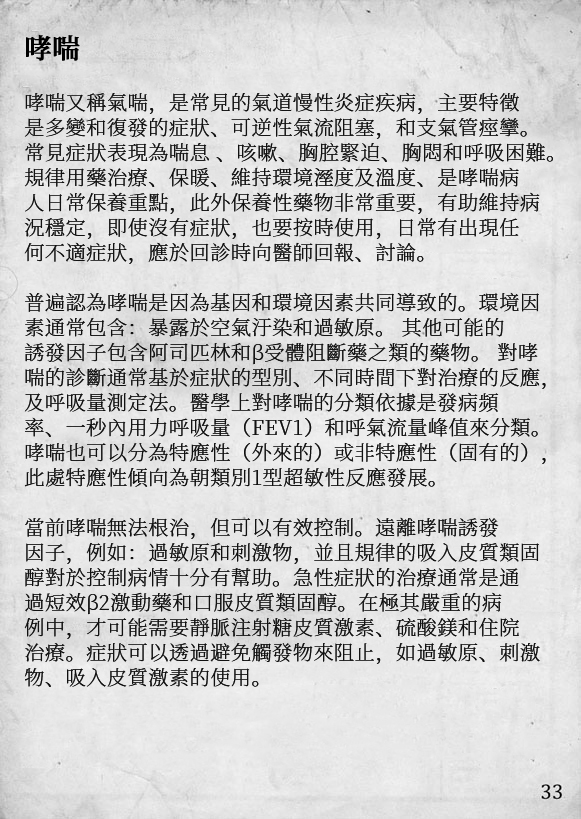 哮喘
哮喘又稱氣喘，是常見的氣道慢性炎症疾病，主要特徵
是多變和復發的症狀、可逆性氣流阻塞，和支氣管痙攣。
常見症狀表現為喘息 、咳嗽、胸腔緊迫、胸悶和呼吸困難。
規律用藥治療、保暖、維持環境溼度及溫度、是哮喘病
人日常保養重點，此外保養性藥物非常重要，有助維持病
況穩定，即使沒有症狀，也要按時使用，日常有出現任
何不適症狀，應於回診時向醫師回報、討論。
普遍認為哮喘是因為基因和環境因素共同導致的。環境因
素通常包含：暴露於空氣汙染和過敏原。 其他可能的
誘發因子包含阿司匹林和β受體阻斷藥之類的藥物。 對哮
喘的診斷通常基於症狀的型別、不同時間下對治療的反應，
及呼吸量測定法。醫學上對哮喘的分類依據是發病頻
率、一秒內用力呼吸量（FEV1）和呼氣流量峰值來分類。
哮喘也可以分為特應性（外來的）或非特應性（固有的），
此處特應性傾向為朝類別1型超敏性反應發展。
當前哮喘無法根治，但可以有效控制。遠離哮喘誘發
因子，例如：過敏原和刺激物，並且規律的吸入皮質類固
醇對於控制病情十分有幫助。急性症狀的治療通常是通
過短效β2激動藥和口服皮質類固醇。在極其嚴重的病
例中，才可能需要靜脈注射糖皮質激素、硫酸鎂和住院
治療。症狀可以透過避免觸發物來阻止，如過敏原、刺激
物、吸入皮質激素的使用。
33